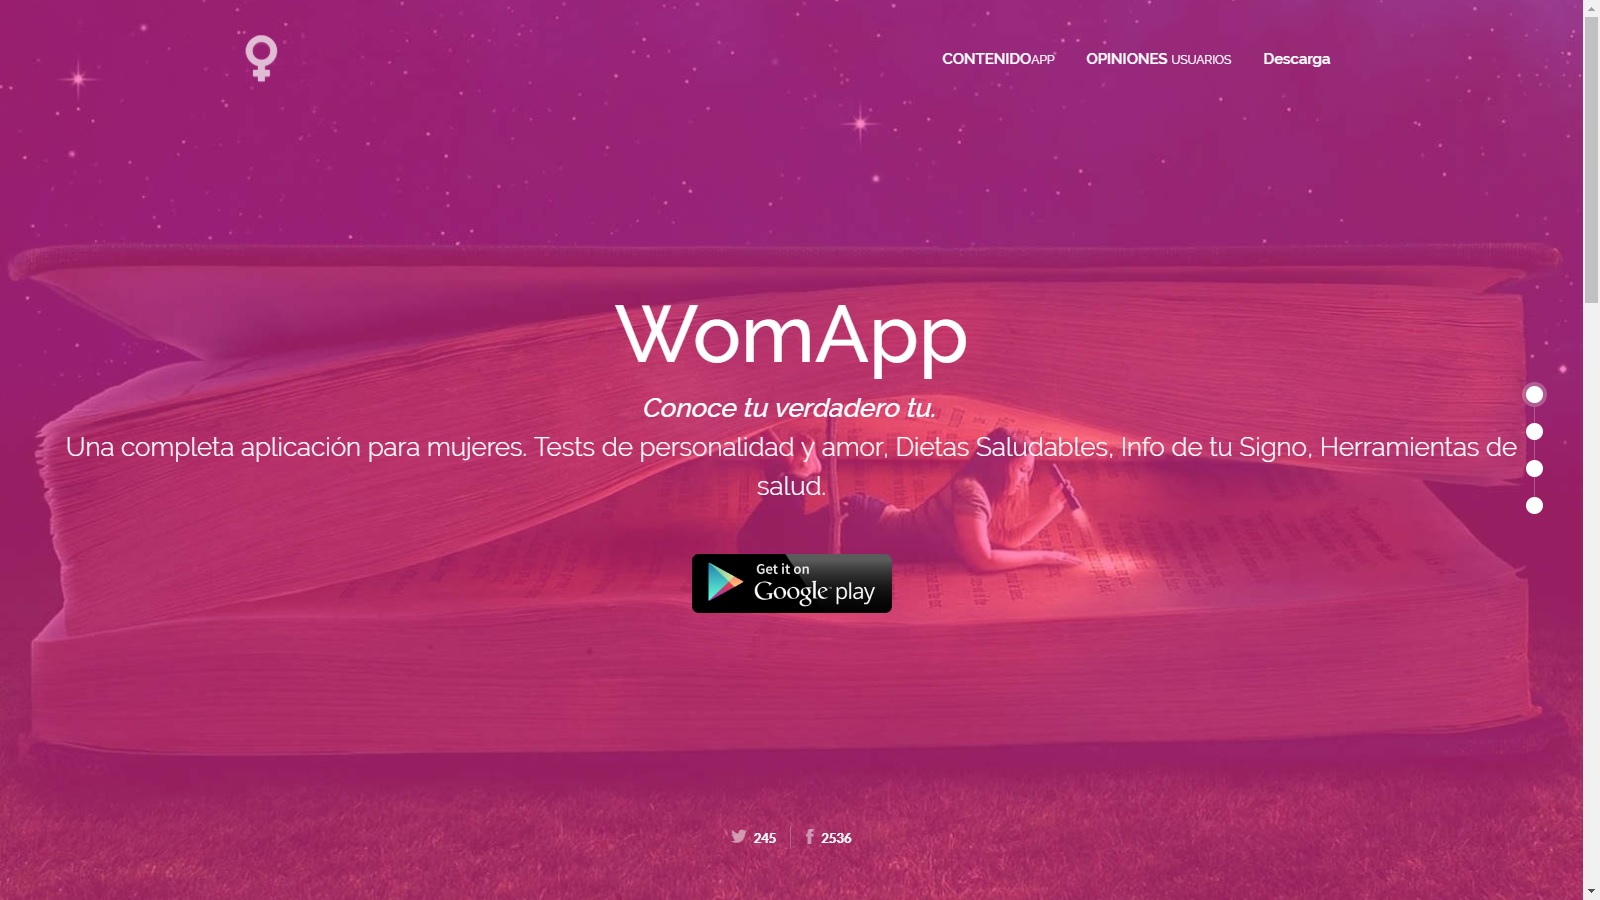 CONTENIDOAPP OPINIONES USUARIOS Descarga
WomApp
Conoce tu verdadero tu.
Una completa aplicación para mujeres. Tests de personalidad y amor, Dietas Saludables, Info de tu Signo, Herramientas de
salud.
Get it on
Google play
245 2536